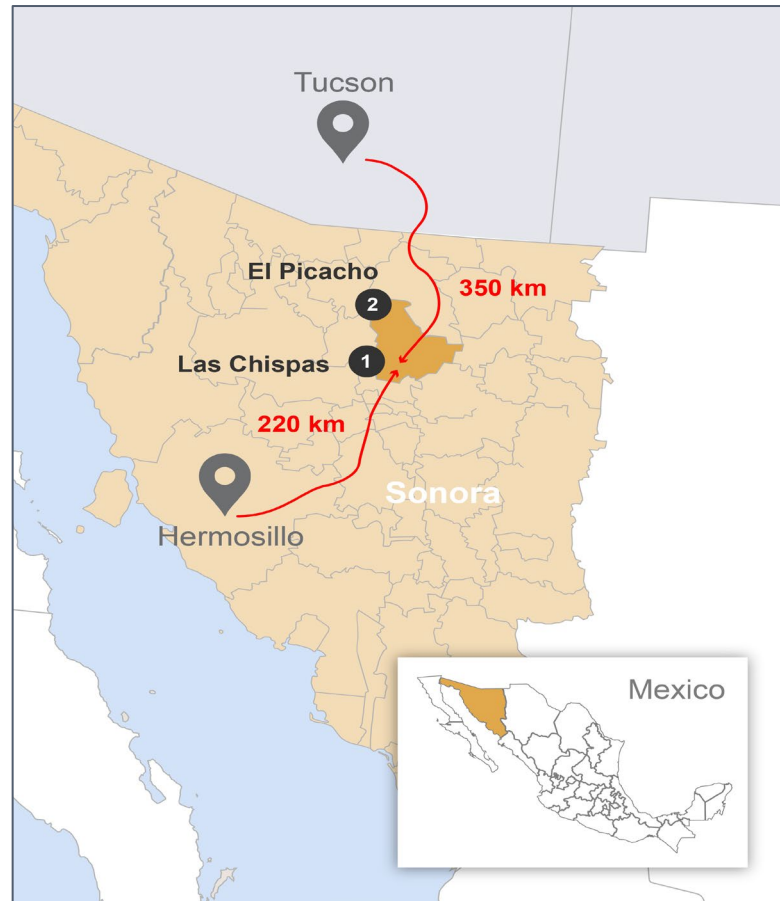 Tucson
El Picacho
2
350 km
Las Chispas
1
220 km
Sonora
Hermosillo
Mexico